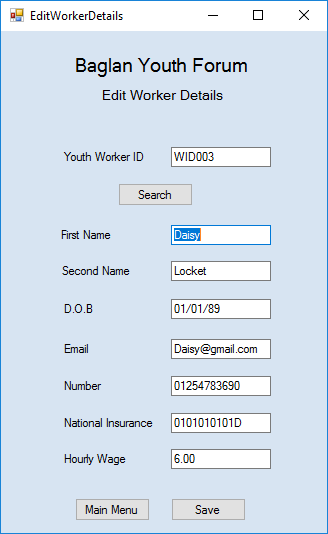 EditWorkerDetails
Baglan Youth Forum
Edit Worker Details
Youth Worker ID WID003
Search
First Name Daisy
Second Name Locket
D.O.B 01/01/89
Email Daisy@gmail.com
Number 01254783690
National Insurance 0101010101D
Hourly Wage 6.00
Main Menu Save